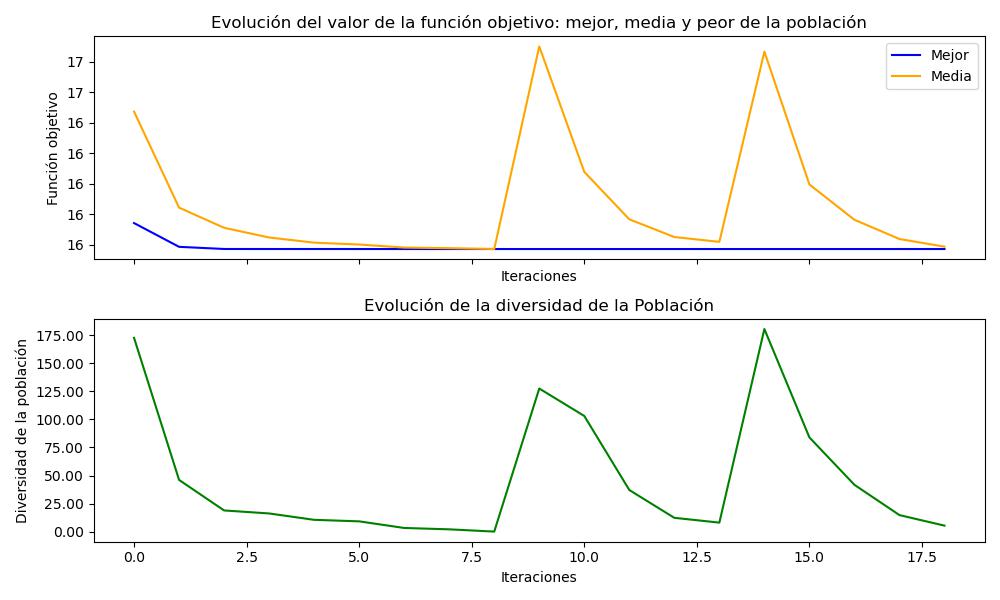 Evolución del valor de la función objetivo: mejor, media y peor de la población
17
17
16
16
16
16
16
Función objetivo
Mejor
Media
Iteraciones
Evolución de la diversidad de la Población
175.00
150.00
125.00
100.00
75.00
50.00
25.00
0.00
Diversidad de la población
0.0 2.5 5.0 7.5 10.0 12.5 15.0 17.5
Iteraciones